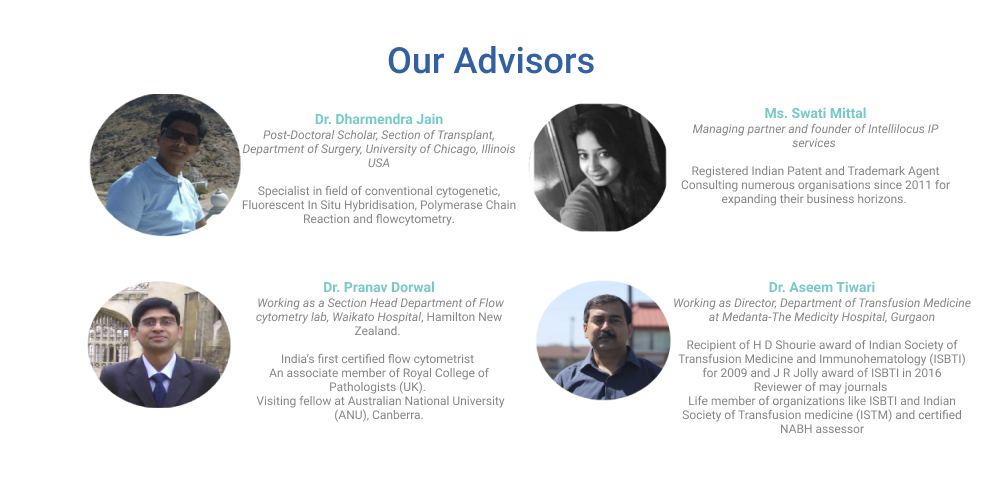 Our Advisors
Dr. Dharmendra Jain
Post-Doctoral Scholar, Section of Transplant,
Department of Surgery, University of Chicago, Illinois
USA
Specialist in field of conventional cytogenetic,
Fluorescent In Situ Hybridisation, Polymerase Chain
Reaction and flowcytometry.
Ms. Swati Mittal
Managing partner and founder of Intellilocus IP
services
Registered Indian Patent and Trademark Agent
Consulting numerous organisations since 2011 for
expanding their business horizons.
Dr. Pranav Dorwal
Working as a Section Head Department of Flow
cytometry lab, Waikato Hospital, Hamilton New
Zealand.
India's first certified flow cytometrist
An associate member of Royal College of
Pathologists (UK).
Visiting fellow at Australian National University
(ANU), Canberra.
Dr. Aseem Tiwari
Working as Director, Department of Transfusion Medicine
at Medanta-The Medicity Hospital, Gurgaon
Recipient of H D Shourie award of Indian Society of
Transfusion Medicine and Immunohematology (ISBTI)
for 2009 and J R Jolly award of ISBTI in 2016
Reviewer of may journals
Life member of organizations like ISBTI and Indian
Society of Transfusion medicine (ISTM) and certified
NABH assessor